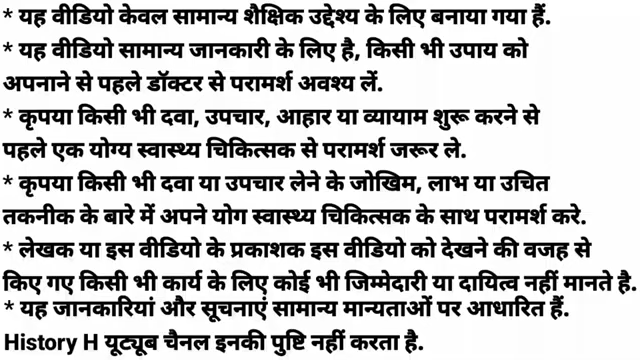 * यह वीडियो केवल सामान्य शैक्षिक उद्देश्य के लिए बनाया गया हैं.
* यह वीडियो सामान्य जानकारी के लिए है, किसी भी उपाय को
अपनाने से पहले डॉक्टर से परामर्श अवश्य लें.
* कृपया किसी भी दवा, उपचार, आहार या व्यायाम शुरू करने से
पहले एक योग्य स्वास्थ्य चिकित्सक से परामर्श जरूर ले.
* कृपया किसी भी दवा या उपचार लेने के जोखिम, लाभ या उचित
तकनीक के बारे में अपने योग स्वास्थ्य चिकित्सक के साथ परामर्श करे.
* लेखक या इस वीडियो के प्रकाशक इस वीडियो को देखने की वजह से
किए गए किसी भी कार्य के लिए कोई भी जिम्मेदारी या दायित्व नहीं मानते है.
* यह जानकारियां और सूचनाएं सामान्य मान्यताओं पर आधारित हैं.
History H यूट्यूब चैनल इनकी पुष्टि नहीं करता है.